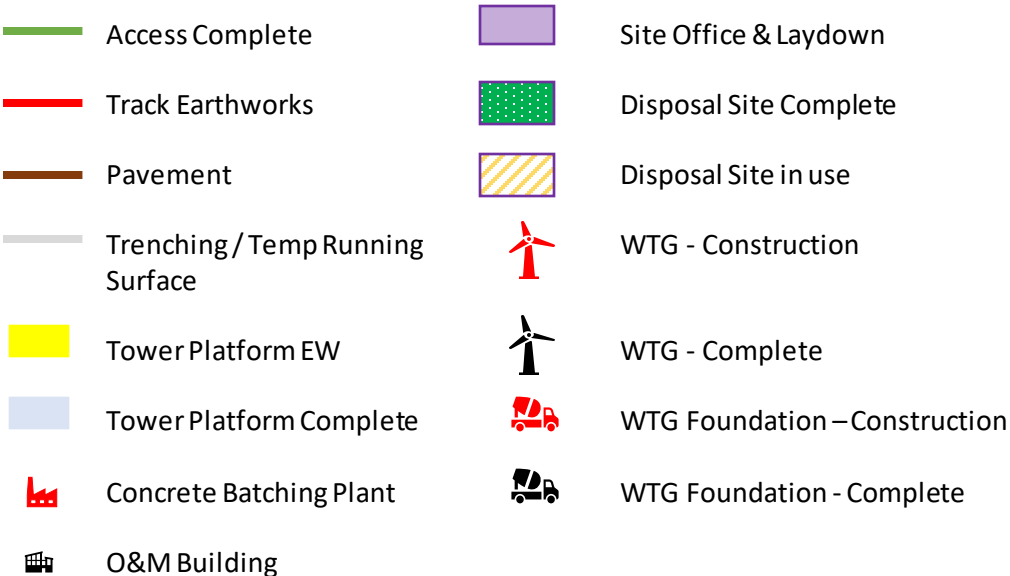 Access Complete
Track Earthworks
Pavement
Trenching / Temp Running
Surface
Tower Platform EW
Tower Platform Complete
Concrete Batching Plant
O&M Building
Site Office & Laydown
Disposal Site Complete
Disposal Site in use
WTG - Construction
WTG - Complete
WTG Foundation – Construction
WTG Foundation - Complete